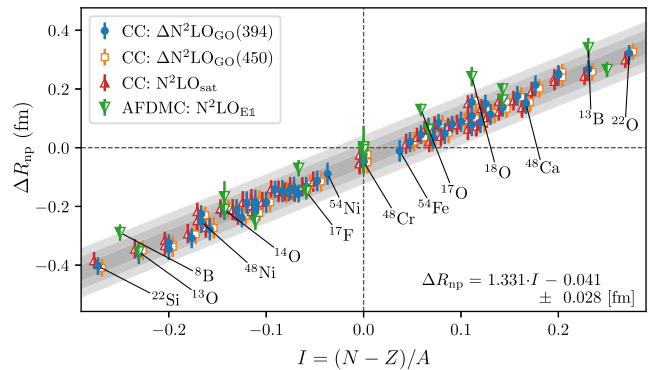 CC: ΔN²LO_GO(394)
CC: ΔN²LO_GO(450)
CC: N²LO_sat
AFDMC: N²LO_E𝟙
ΔR_np (fm)
0.4
0.2
0.0
−0.2
−0.4
¹³B
²²O
¹⁸O
⁴⁸Ca
¹⁷O
⁵⁴Fe
⁴⁸Cr
⁵⁴Ni
¹⁷F
¹⁴O
⁴⁸Ni
⁸B
¹³O
²²Si
ΔR_np = 1.331·I − 0.041
± 0.028 [fm]
−0.2 −0.1 0.0 0.1 0.2
I = (N − Z)/A